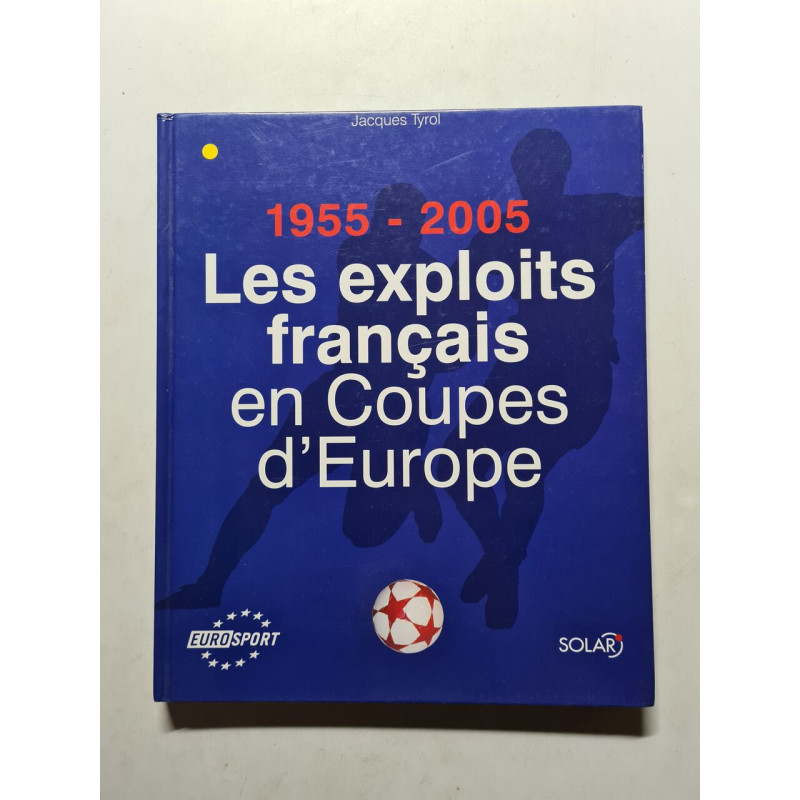 Jacques Tyrol
1955 - 2005
Les exploits
français
en Coupes
d'Europe
EUROSPORT
SOLAR